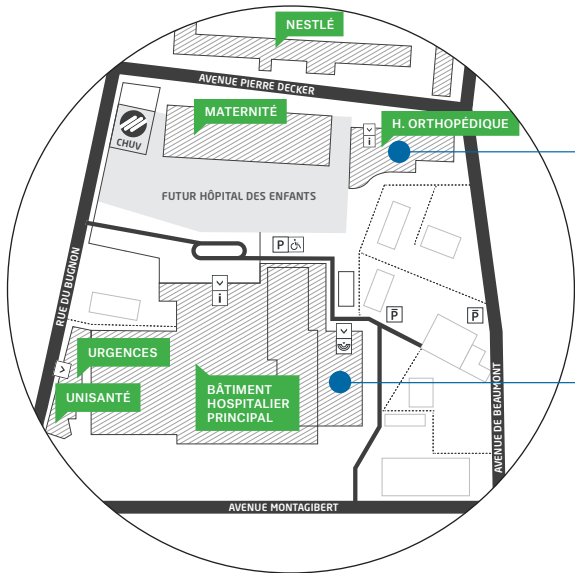 NESTLÉ
AVENUE PIERRE DECKER
MATERNITÉ
H. ORTHOPÉDIQUE
i
CHUV
FUTUR HÔPITAL DES ENFANTS
P
RUE DU BUGNON
i
P
P
URGENCES
UNISANTÉ
BÂTIMENT
HOSPITALIER
PRINCIPAL
AVENUE DE BEAUMONT
AVENUE MONTAGIBERT